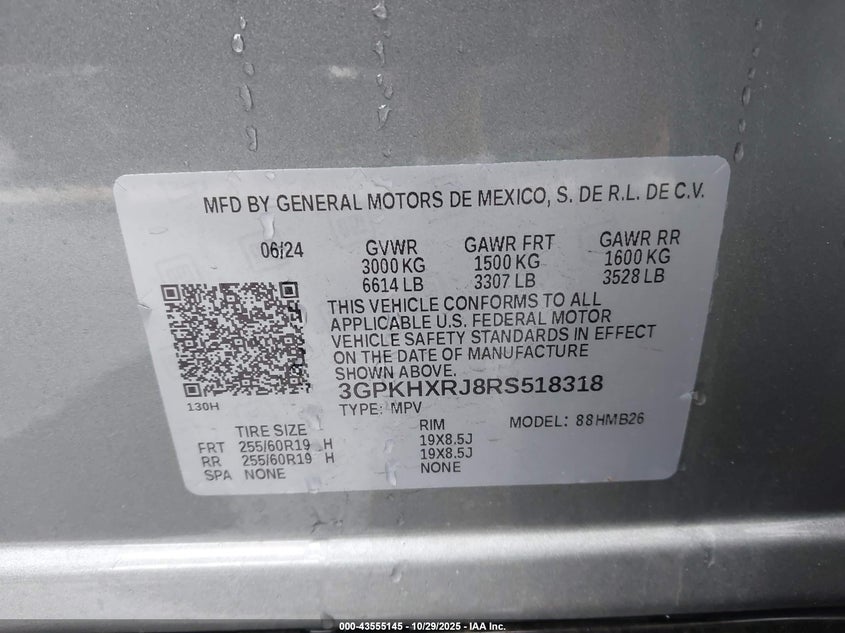 MFD BY GENERAL MOTORS DE MEXICO, S. DE R.L. DE C.V.
06/24 GVWR GAWR FRT GAWR RR
3000 KG 1500 KG 1600 KG
6614 LB 3307 LB 3528 LB
THIS VEHICLE CONFORMS TO ALL
APPLICABLE U.S. FEDERAL MOTOR
VEHICLE SAFETY STANDARDS IN EFFECT
ON THE DATE OF MANUFACTURE
SHOWN ABOVE.
3GPKHXRJ8RS518318
130H
TYPE: MPV
TIRE SIZE RIM MODEL: 88HMB26
FRT 255/60R19 H 19X8.5J
RR 255/60R19 H 19X8.5J
SPA NONE NONE
000-43555145 - 10/29/2025 - IAA Inc.